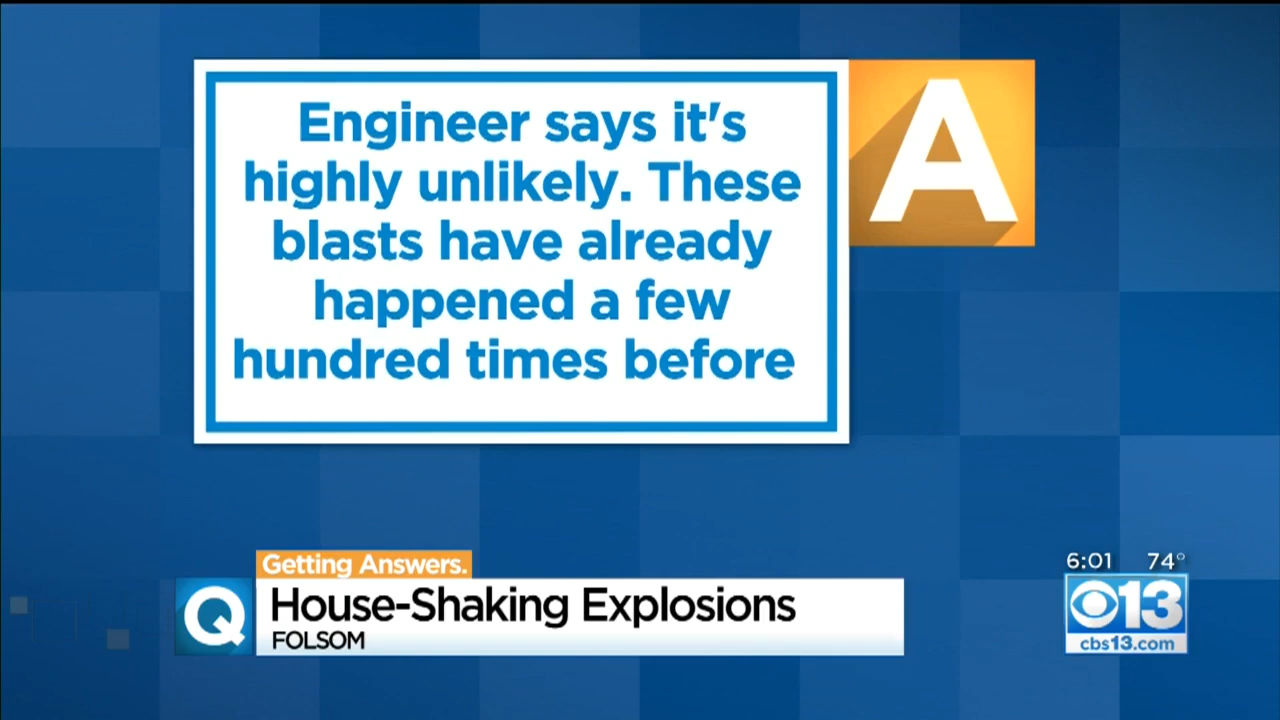 Engineer says it's
highly unlikely. These
blasts have already
happened a few
hundred times before
A
Getting Answers.
Q
House-Shaking Explosions
FOLSOM
6:01 74°
13
cbs13.com